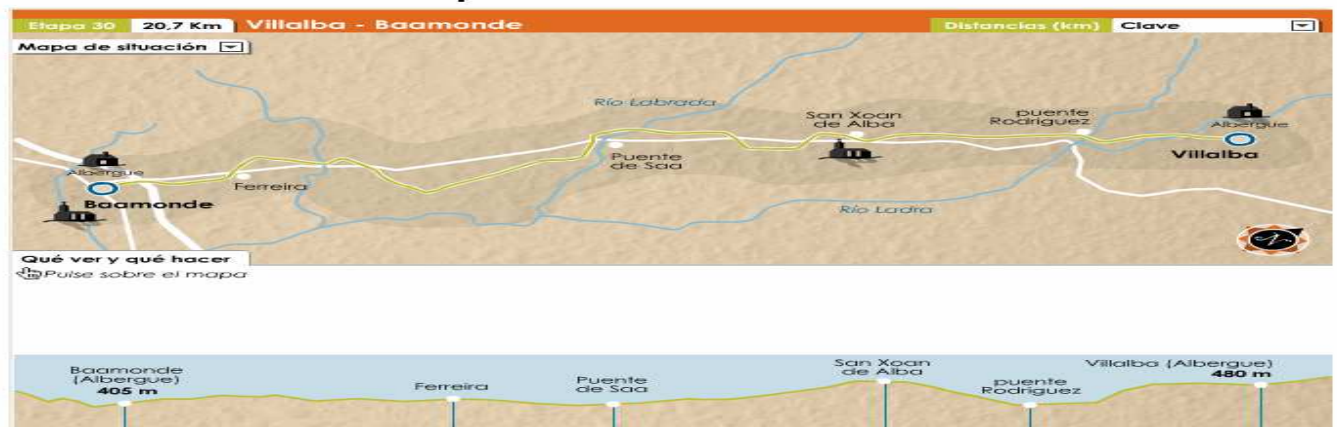 Etapa 30 20,7 Km Villalba - Baamonde Distancias (km) Clave
Mapa de situación
Río Labrada
San Xoan
de Alba
puente
Rodríguez
Albergue
Villalba
Puente
de Saa
Albergue
Ferreira
Baamonde
Río Ladra
Qué ver y qué hacer
Pulse sobre el mapa
Baamonde
(Albergue)
405 m
Ferreira
Puente
de Saa
San Xoan
de Alba
puente
Rodríguez
Villalba (Albergue)
480 m